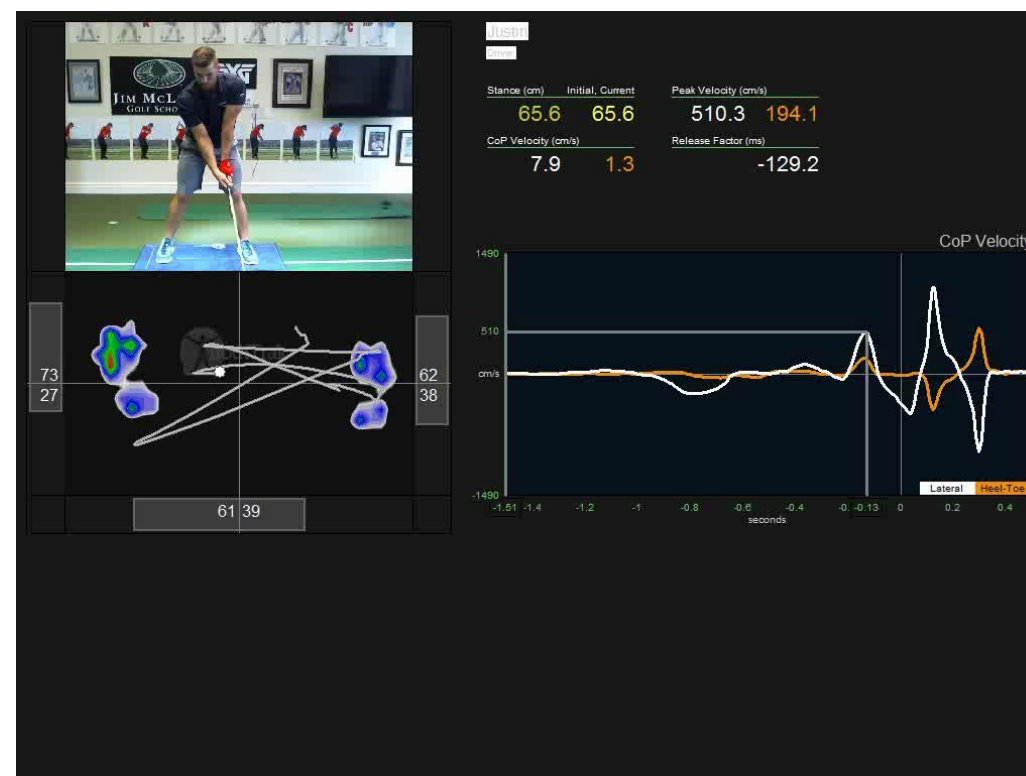 Justin
Driver
JIM McL
GOLF SCHO
PXG
Stance (cm) Initial, Current
65.6 65.6
Peak Velocity (cm/s)
510.3 194.1
CoP Velocity (cm/s)
7.9 1.3
Release Factor (ms)
-129.2
73
27
62
38
61 39
CoP Velocity
1490
510
cm/s
-1490
Lateral Heel-Toe
-1.51 -1.4 -1.2 -1 -0.8 -0.6 -0.4 -0.13 0 0.2 0.4
seconds